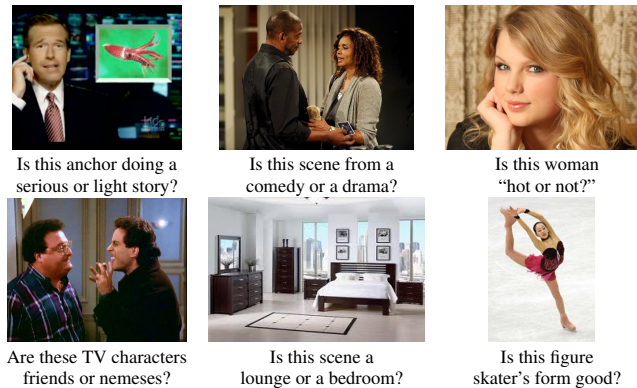 Is this anchor doing a
serious or light story?
Is this scene from a
comedy or a drama?
Is this woman
“hot or not?”
Are these TV characters
friends or nemeses?
Is this scene a
lounge or a bedroom?
Is this figure
skater's form good?